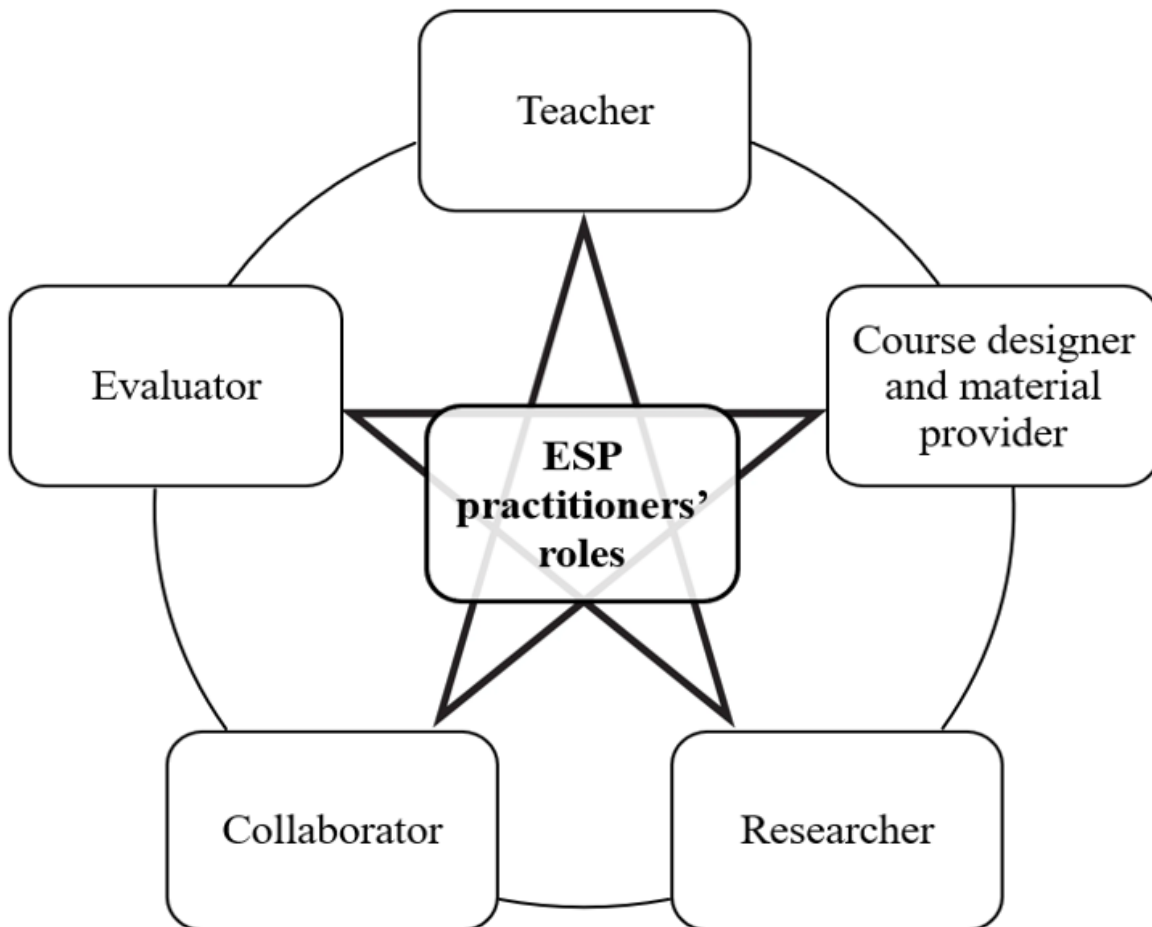 Teacher
Evaluator
Course designer
and material
provider
ESP
practitioners’
roles
Collaborator
Researcher